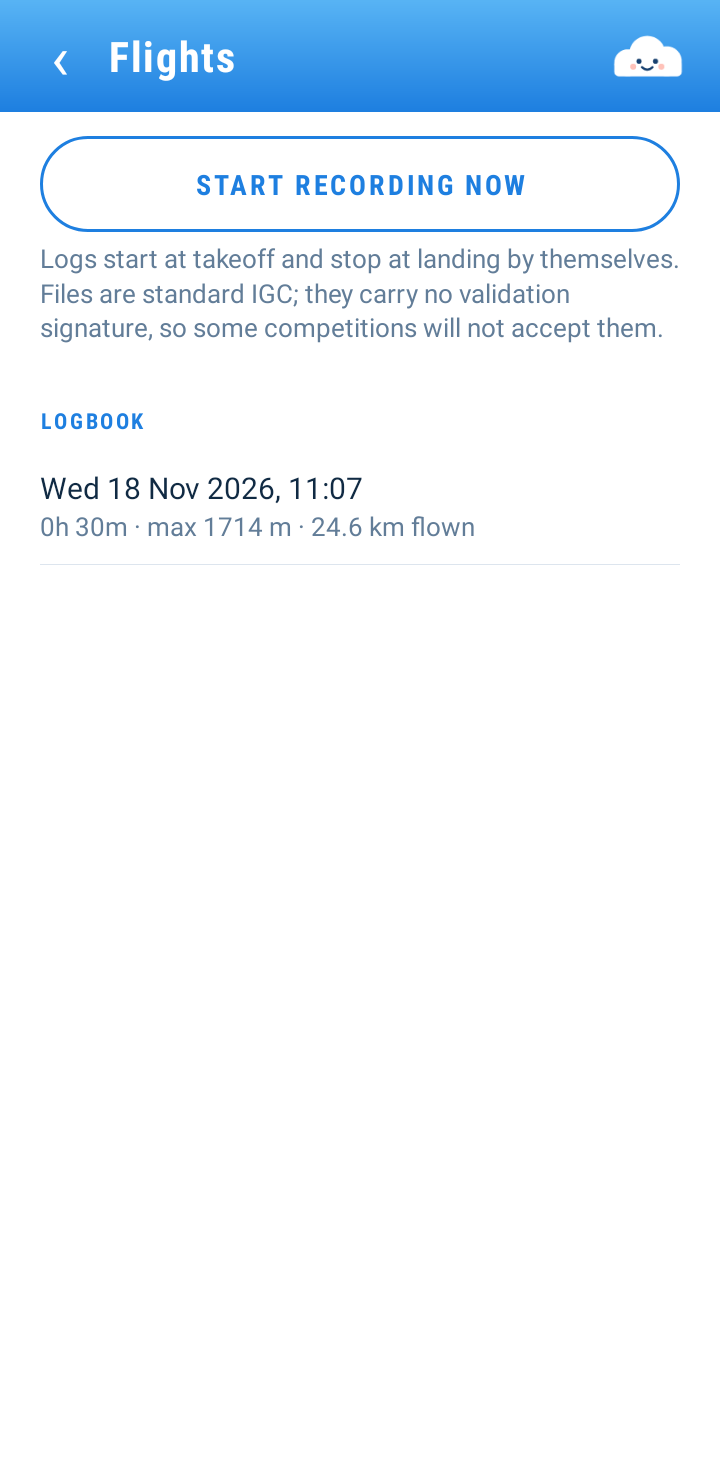 Flights
START RECORDING NOW
Logs start at takeoff and stop at landing by themselves.
Files are standard IGC; they carry no validation
signature, so some competitions will not accept them.
LOGBOOK
Wed 18 Nov 2026, 11:07
0h 30m · max 1714 m · 24.6 km flown